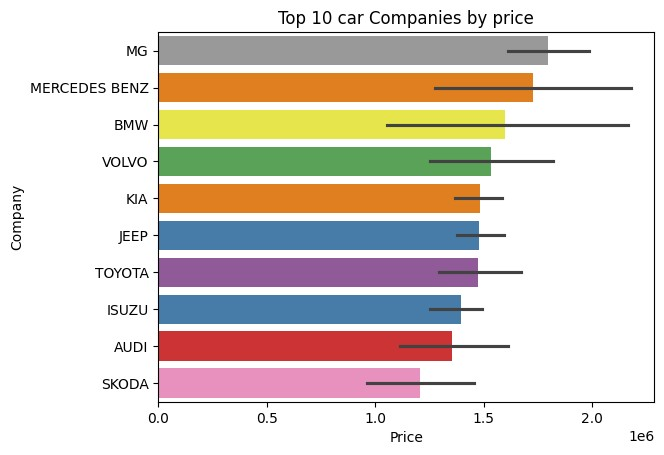 Top 10 car Companies by price
MG
MERCEDES BENZ
BMW
VOLVO
KIA
JEEP
TOYOTA
ISUZU
AUDI
SKODA
Company
0.0 0.5 1.0 1.5 2.0
1e6
Price